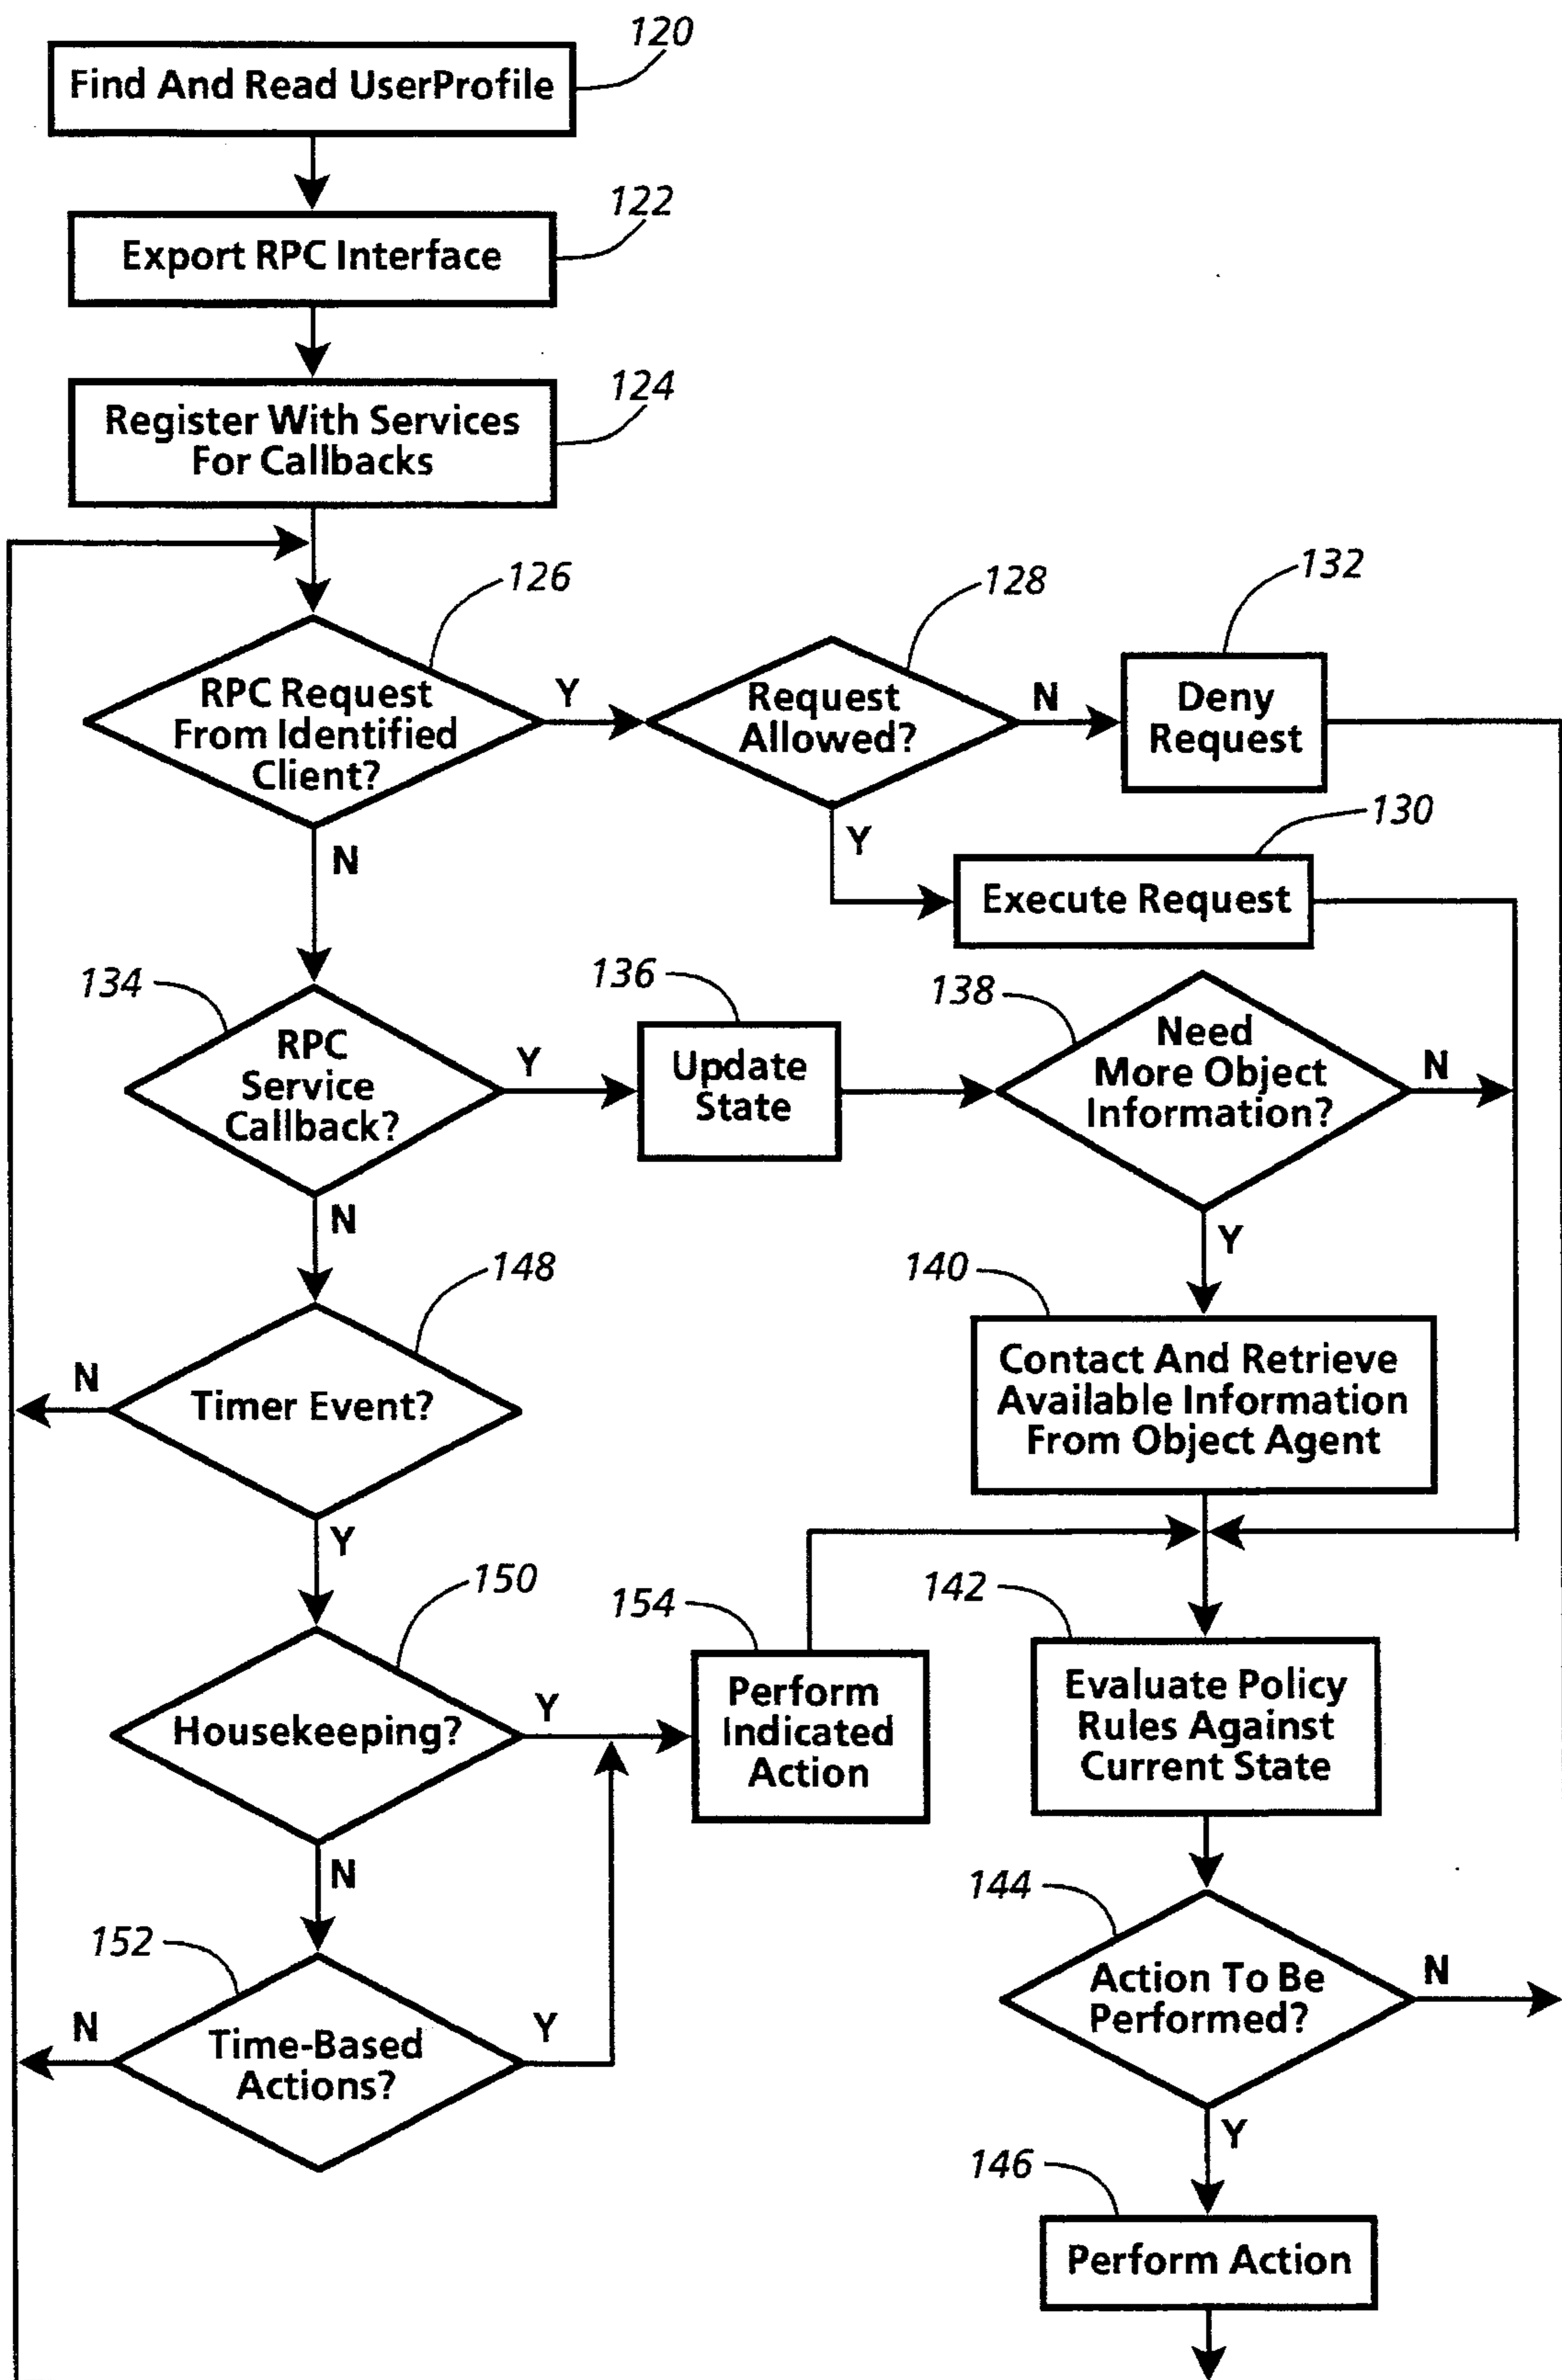 120
Find And Read UserProfile
122
Export RPC Interface
124
Register With Services
For Callbacks
126
RPC Request
From Identified
Client?
Y
N
128
Request
Allowed?
N
Y
132
Deny
Request
130
Execute Request
134
RPC
Service
Callback?
Y
N
136
Update
State
138
Need
More Object
Information?
N
Y
140
Contact And Retrieve
Available Information
From Object Agent
148
Timer Event?
N
Y
150
Housekeeping?
Y
N
154
Perform
Indicated
Action
142
Evaluate Policy
Rules Against
Current State
152
Time-Based
Actions?
N
Y
144
Action To Be
Performed?
N
Y
146
Perform Action